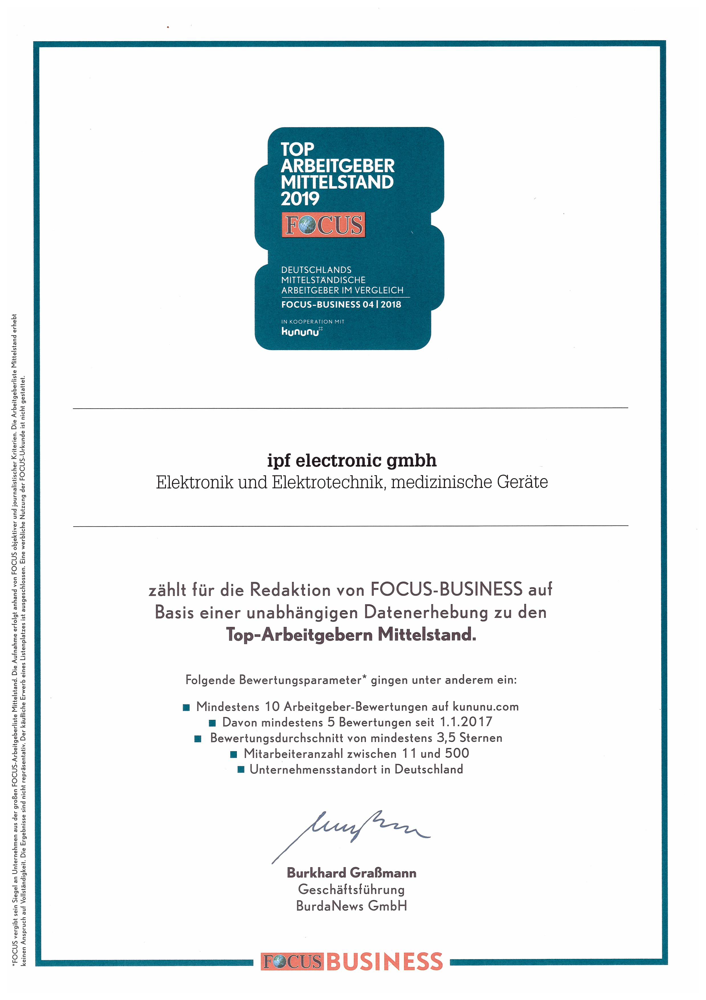 TOP
ARBEITGEBER
MITTELSTAND
2019
FOCUS
DEUTSCHLANDS
MITTELSTÄNDISCHE
ARBEITGEBER IM VERGLEICH
FOCUS-BUSINESS 04 | 2018
IN KOOPERATION MIT
kununu
ipf electronic gmbh
Elektronik und Elektrotechnik, medizinische Geräte
zählt für die Redaktion von FOCUS-BUSINESS auf
Basis einer unabhängigen Datenerhebung zu den
Top-Arbeitgebern Mittelstand.
Folgende Bewertungsparameter* gingen unter anderem ein:
■ Mindestens 10 Arbeitgeber-Bewertungen auf kununu.com
■ Davon mindestens 5 Bewertungen seit 1.1.2017
■ Bewertungsdurchschnitt von mindestens 3,5 Sternen
■ Mitarbeiteranzahl zwischen 11 und 500
■ Unternehmensstandort in Deutschland
Burkhard Graßmann
Geschäftsführung
BurdaNews GmbH
FOCUS BUSINESS
*FOCUS vergibt sein Siegel an Unternehmen aus der großen FOCUS-Arbeitgeberliste Mittelstand. Die Aufnahme erfolgt anhand von FOCUS objektiver und journalistischer Kriterien. Die Arbeitgeberliste Mittelstand erhebt
keinen Anspruch auf Vollständigkeit. Die Ergebnisse sind nicht repräsentativ. Der käufliche Erwerb eines Listenplatzes ist ausgeschlossen. Eine werbliche Nutzung der FOCUS-Urkunde ist nicht gestattet.